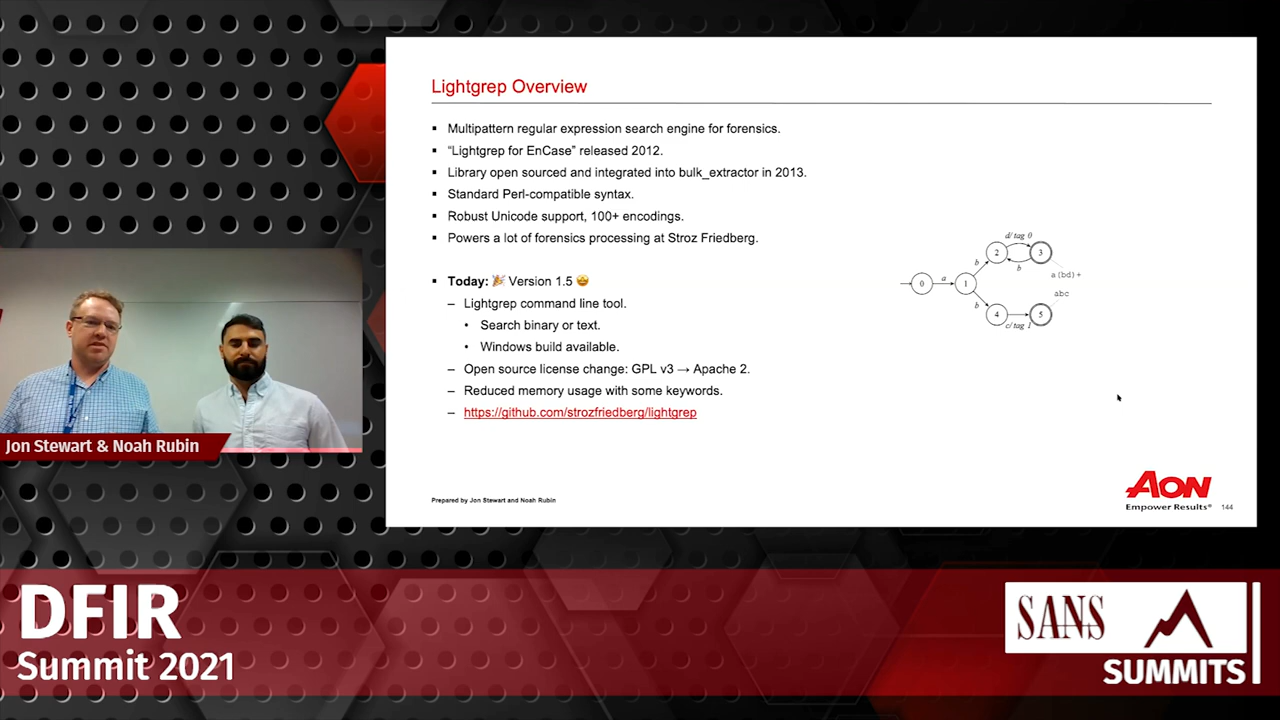 Lightgrep Overview
▪ Multipattern regular expression search engine for forensics.
▪ “Lightgrep for EnCase” released 2012.
▪ Library open sourced and integrated into bulk_extractor in 2013.
▪ Standard Perl-compatible syntax.
▪ Robust Unicode support, 100+ encodings.
▪ Powers a lot of forensics processing at Stroz Friedberg.
▪ Today: 🎉 Version 1.5 🤩
– Lightgrep command line tool.
• Search binary or text.
• Windows build available.
– Open source license change: GPL v3 → Apache 2.
– Reduced memory usage with some keywords.
– https://github.com/strozfriedberg/lightgrep
d/ tag 0
2
3
b
b
a(bd)+
a
0
1
abc
b
4
5
c/ tag 1
Prepared by Jon Stewart and Noah Rubin
AON
Empower Results®
144
Jon Stewart & Noah Rubin
DFIR
Summit 2021
SANS
SUMMITS